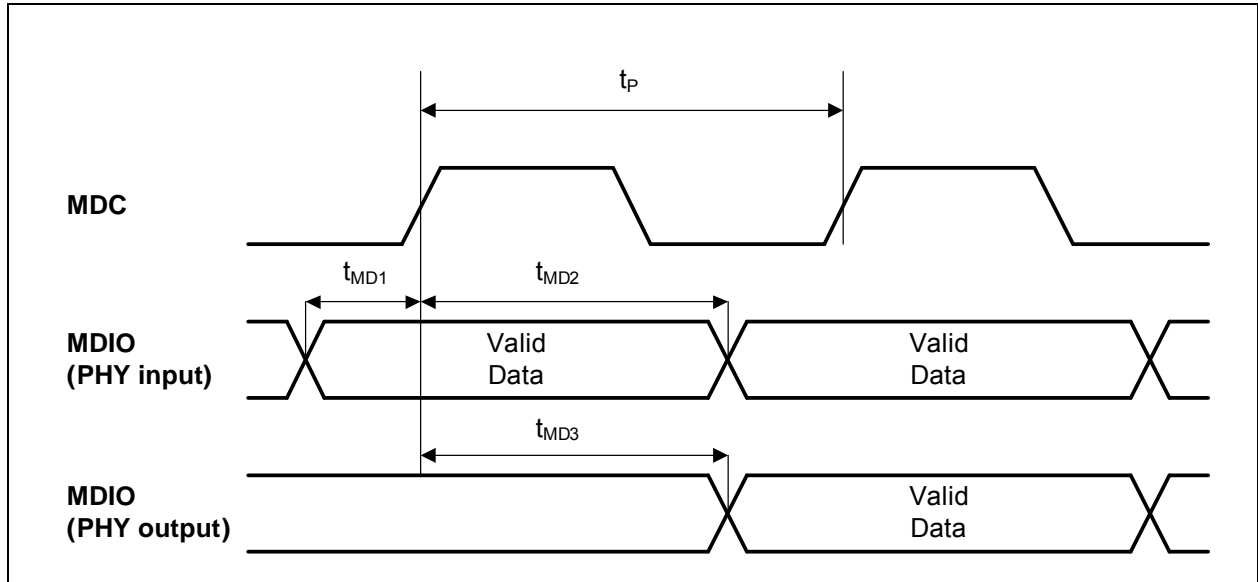 tP
MDC
tMD1
tMD2
MDIO
(PHY input)
Valid
Data
Valid
Data
tMD3
MDIO
(PHY output)
Valid
Data